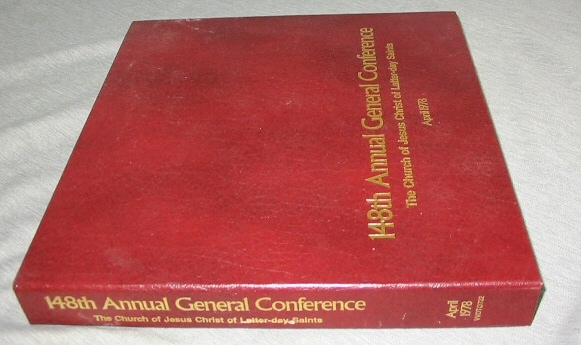 148th Annual General Conference
The Church of Jesus Christ of Latter-day Saints
April 1978
148th Annual General Conference
The Church of Jesus Christ of Latter-day Saints
April
1978